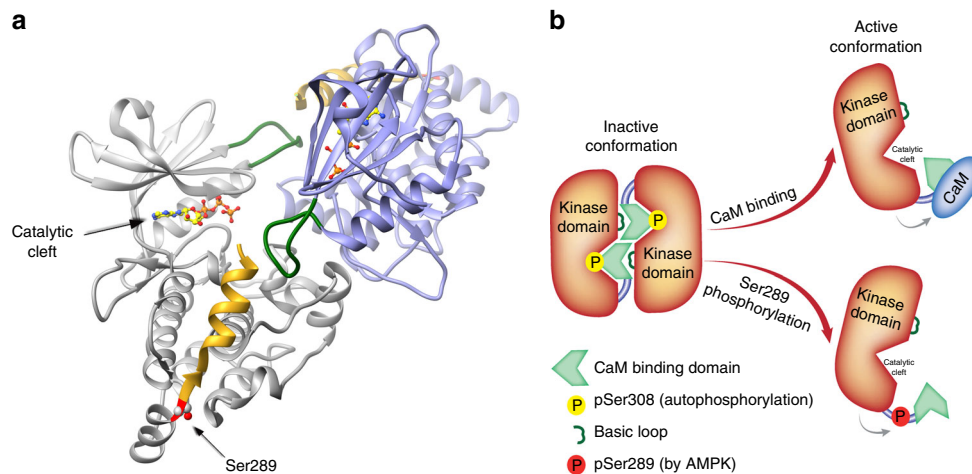 a
Catalytic
cleft
Ser289
b
Inactive
conformation
Kinase
domain
P
P
Kinase
domain
CaM binding
Ser289
phosphorylation
Active
conformation
Kinase
domain
Catalytic
cleft
CaM
Kinase
domain
Catalytic
cleft
P
CaM binding domain
P pSer308 (autophosphorylation)
Basic loop
P pSer289 (by AMPK)